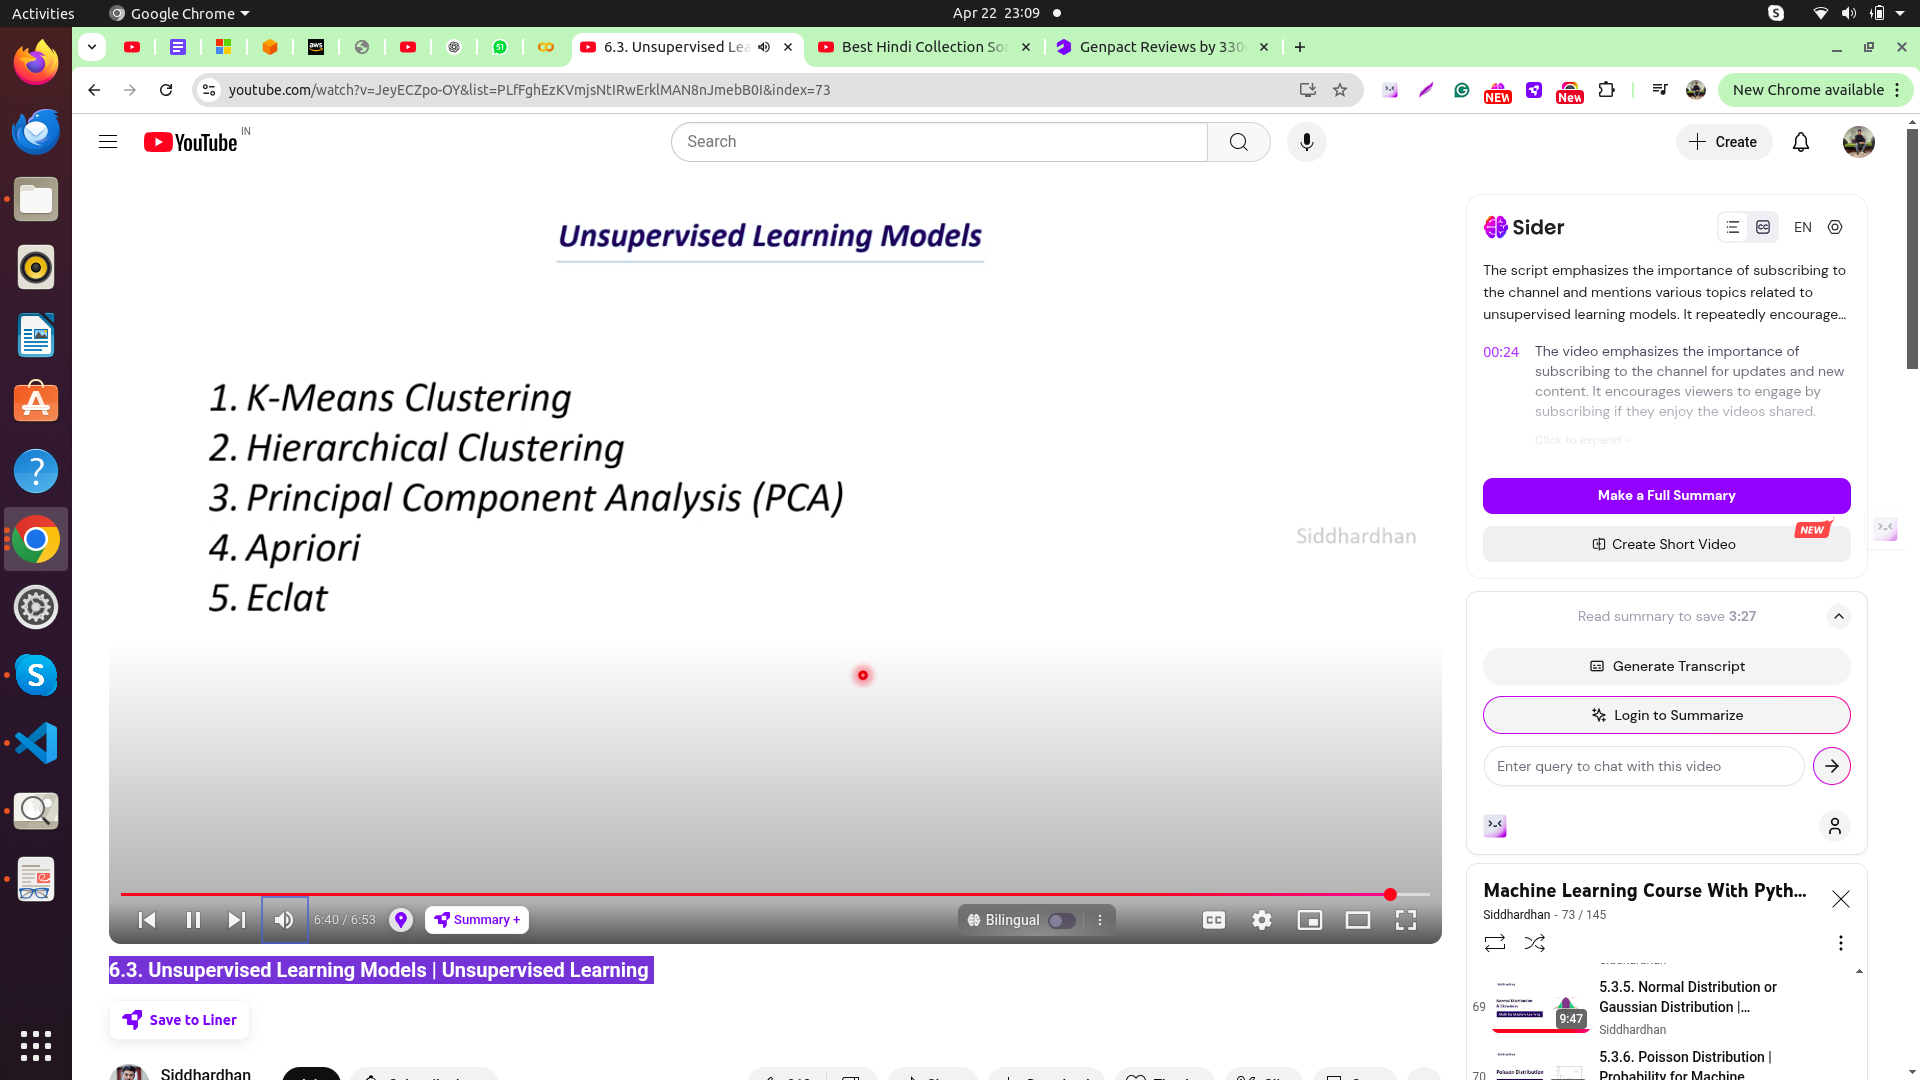 Activities
Google Chrome
Apr 22 23:09
6.3. Unsupervised Lea
Best Hindi Collection Son
Genpact Reviews by 330
youtube.com/watch?v=JeyECZpo-OY&list=PLfFghEzKVmjsNtIRwErklMAN8nJmebB0I&index=73
NEW
New
New Chrome available
YouTube
IN
Search
Create
Unsupervised Learning Models
1. K-Means Clustering
2. Hierarchical Clustering
3. Principal Component Analysis (PCA)
4. Apriori
5. Eclat
Siddhardhan
6:40 / 6:53
Summary +
Bilingual
CC
6.3. Unsupervised Learning Models | Unsupervised Learning
Save to Liner
Siddhardhan
Sider
EN
The script emphasizes the importance of subscribing to
the channel and mentions various topics related to
unsupervised learning models. It repeatedly encourage...
00:24
The video emphasizes the importance of
subscribing to the channel for updates and new
content. It encourages viewers to engage by
subscribing if they enjoy the videos shared.
Click to expand
Make a Full Summary
NEW
Create Short Video
Read summary to save 3:27
Generate Transcript
Login to Summarize
Enter query to chat with this video
Machine Learning Course With Pyth...
Siddhardhan - 73 / 145
69
9:47
5.3.5. Normal Distribution or
Gaussian Distribution |...
Siddhardhan
70
5.3.6. Poisson Distribution |
Probability for Machine